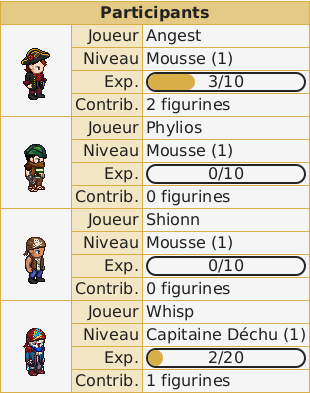 Participants
Joueur Angest
Niveau Mousse (1)
Exp. 3/10
Contrib. 2 figurines
Joueur Phylios
Niveau Mousse (1)
Exp. 0/10
Contrib. 0 figurines
Joueur Shionn
Niveau Mousse (1)
Exp. 0/10
Contrib. 0 figurines
Joueur Whisp
Niveau Capitaine Déchu (1)
Exp. 2/20
Contrib. 1 figurines